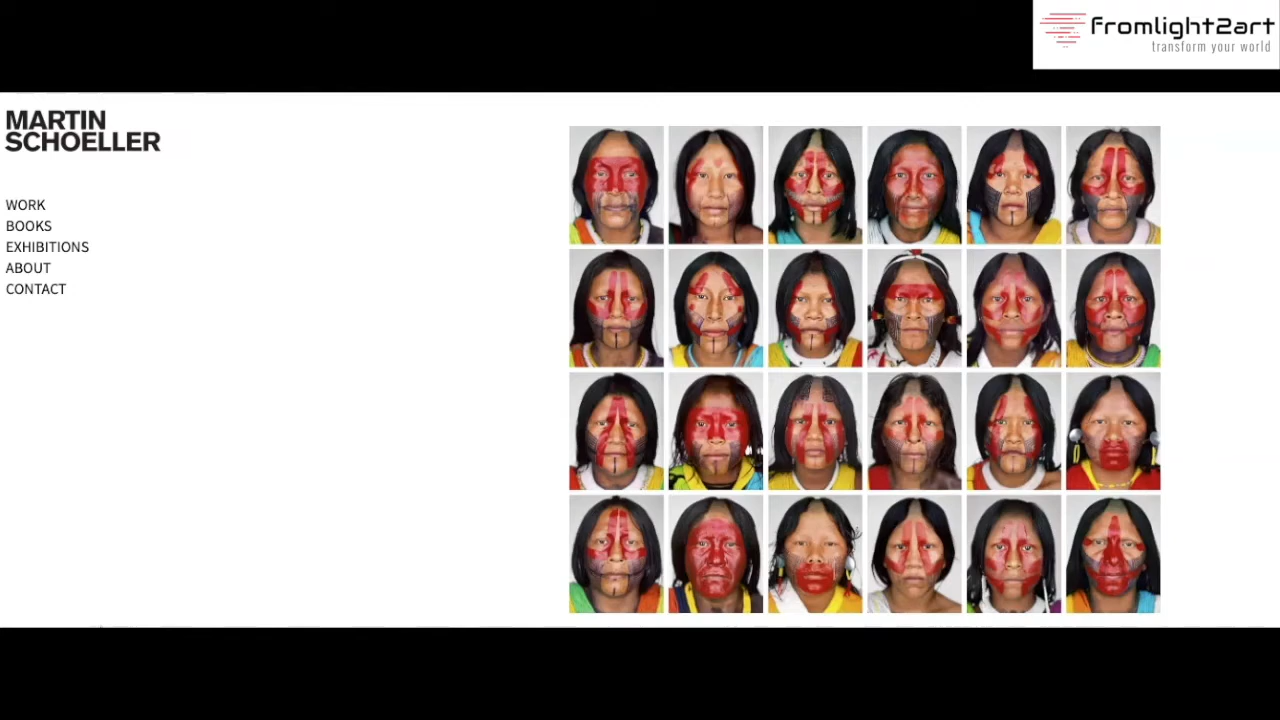 fromlight2art
transform your world
MARTIN
SCHOELLER
WORK
BOOKS
EXHIBITIONS
ABOUT
CONTACT